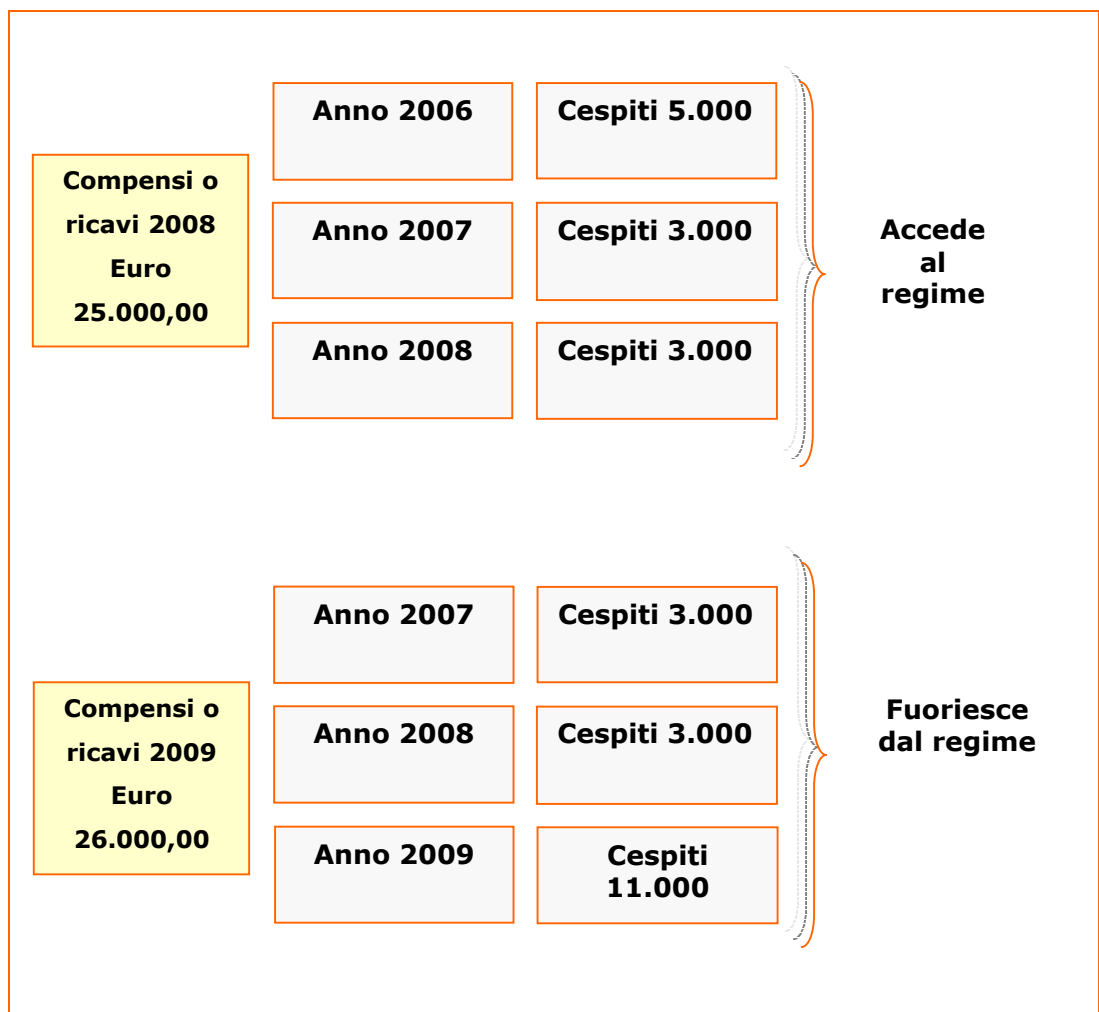 Compensi o
ricavi 2008
Euro
25.000,00
Anno 2006
Cespiti 5.000
Anno 2007
Cespiti 3.000
Anno 2008
Cespiti 3.000
Accede
al
regime
Compensi o
ricavi 2009
Euro
26.000,00
Anno 2007
Cespiti 3.000
Anno 2008
Cespiti 3.000
Anno 2009
Cespiti
11.000
Fuoriesce
dal regime